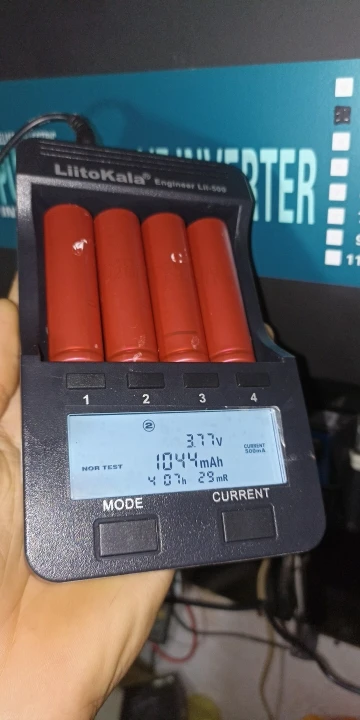 INVERTER
LiitoKala® Engineer Lii-500
1 2 3 4
②
3.77V
CURRENT
500mA
1044mAh
NOR TEST
4 07h 29mR
MODE CURRENT